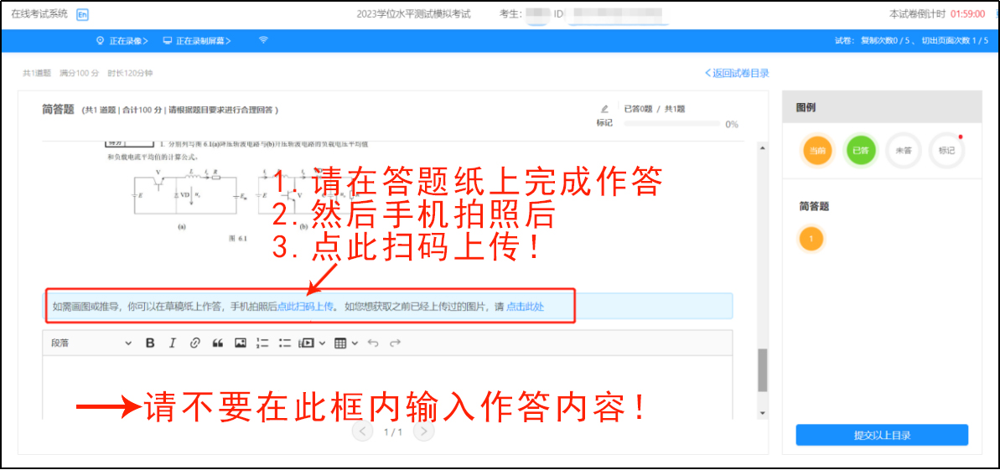 在线考试系统 En 2023学位水平测试模拟考试 考生: ID 本试卷倒计时 01:59:00
正在录像> 正在录制屏幕> 试卷: 复制次数0 / 5 、 切出页面次数 1 / 5
共1道题 满分100 分 时长120分钟 <返回试卷目录
简答题 (共1 道题 | 合计100 分 | 请根据题目要求进行合理回答 )
标记 已答0题 / 共1题 0%
1. 分别列写图 6.1(a)降压斩波电路与(b)升压斩波电路的负载电压平均值
和负载电流平均值的计算公式。
V L R
E VD E
(a) (b)
图 6.1
1. 请在答题纸上完成作答
2. 然后手机拍照后
3. 点此扫码上传!
如需画图或推导,你可以在草稿纸上作答,手机拍照后点此扫码上传。 如您想获取之前已经上传过的图片,请 点击此处
段落 B I
请不要在此框内输入作答内容!
< 1 / 1 >
图例
当前 已答 未答 标记
简答题
1
提交以上目录